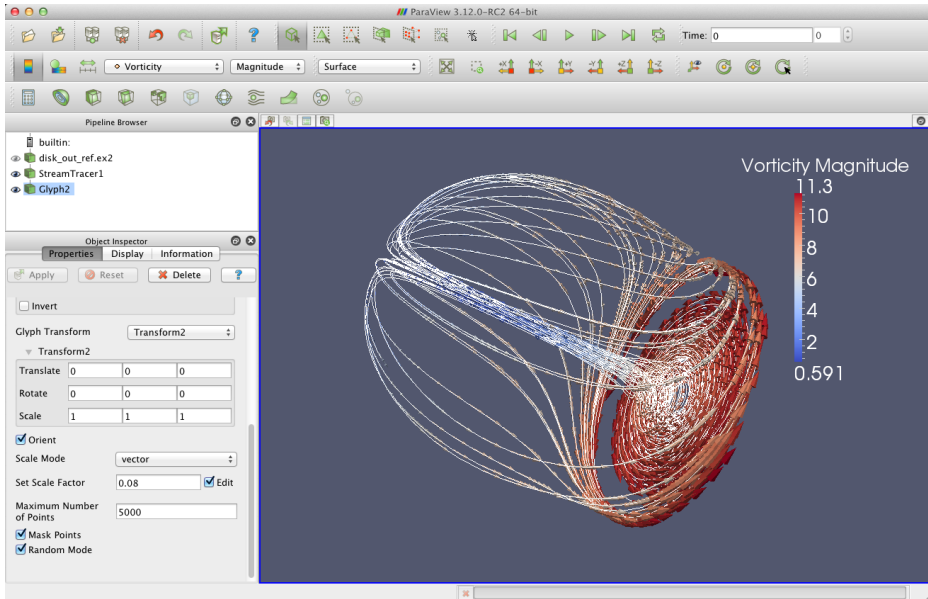 ParaView 3.12.0-RC2 64-bit
? Time: 0 0
Vorticity Magnitude Surface +X -X +Y -Y +Z -Z
Pipeline Browser
builtin:
disk_out_ref.ex2
StreamTracer1
Glyph2
Object Inspector
Properties Display Information
Apply Reset Delete ?
Invert
Glyph Transform Transform2
Transform2
Translate 0 0 0
Rotate 0 0 0
Scale 1 1 1
Orient
Scale Mode vector
Set Scale Factor 0.08 Edit
Maximum Number
of Points 5000
Mask Points
Random Mode
Vorticity Magnitude
11.3
10
8
6
4
2
0.591